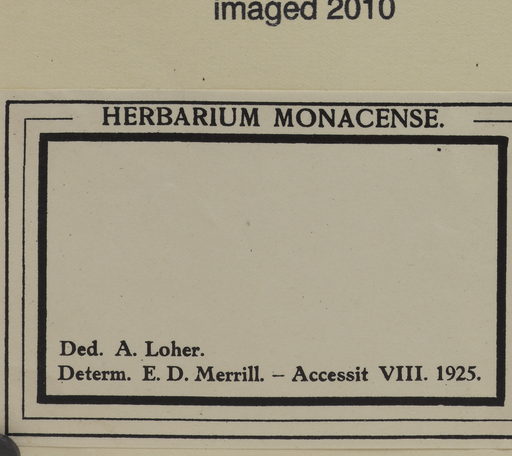 imaged 2010
HERBARIUM MONACENSE.
Ded. A. Loher.
Determ. E. D. Merrill. – Accessit VIII. 1925.